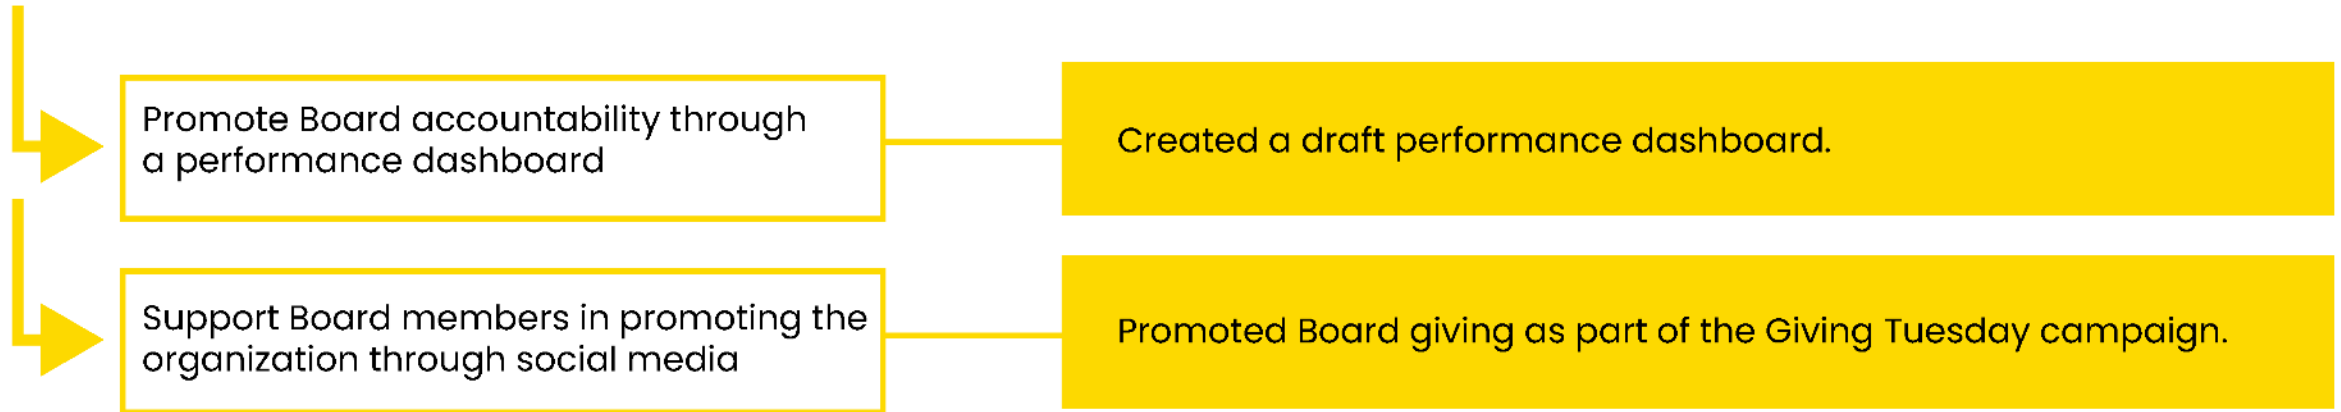 Promote Board accountability through
a performance dashboard
Created a draft performance dashboard.
Support Board members in promoting the
organization through social media
Promoted Board giving as part of the Giving Tuesday campaign.